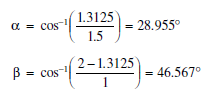 α = cos⁻¹(1.3125/1.5) = 28.955°
β = cos⁻¹((2 – 1.3125)/1) = 46.567°